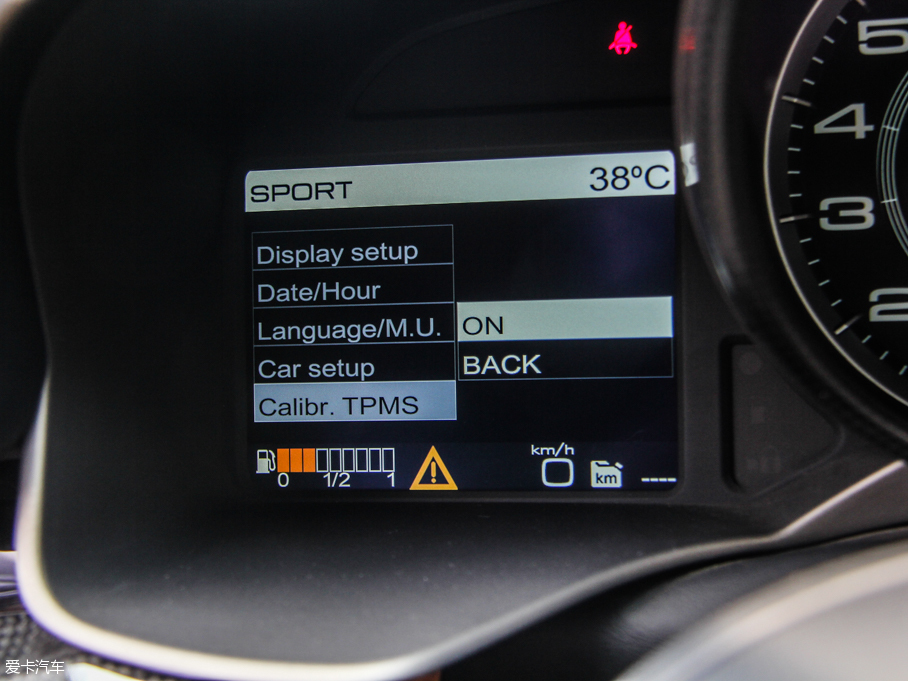 5
4
3
2
SPORT 38ºC
Display setup
Date/Hour
Language/M.U. ON
Car setup BACK
Calibr. TPMS
0 1/2 1
km/h
0
km ----
爱卡汽车